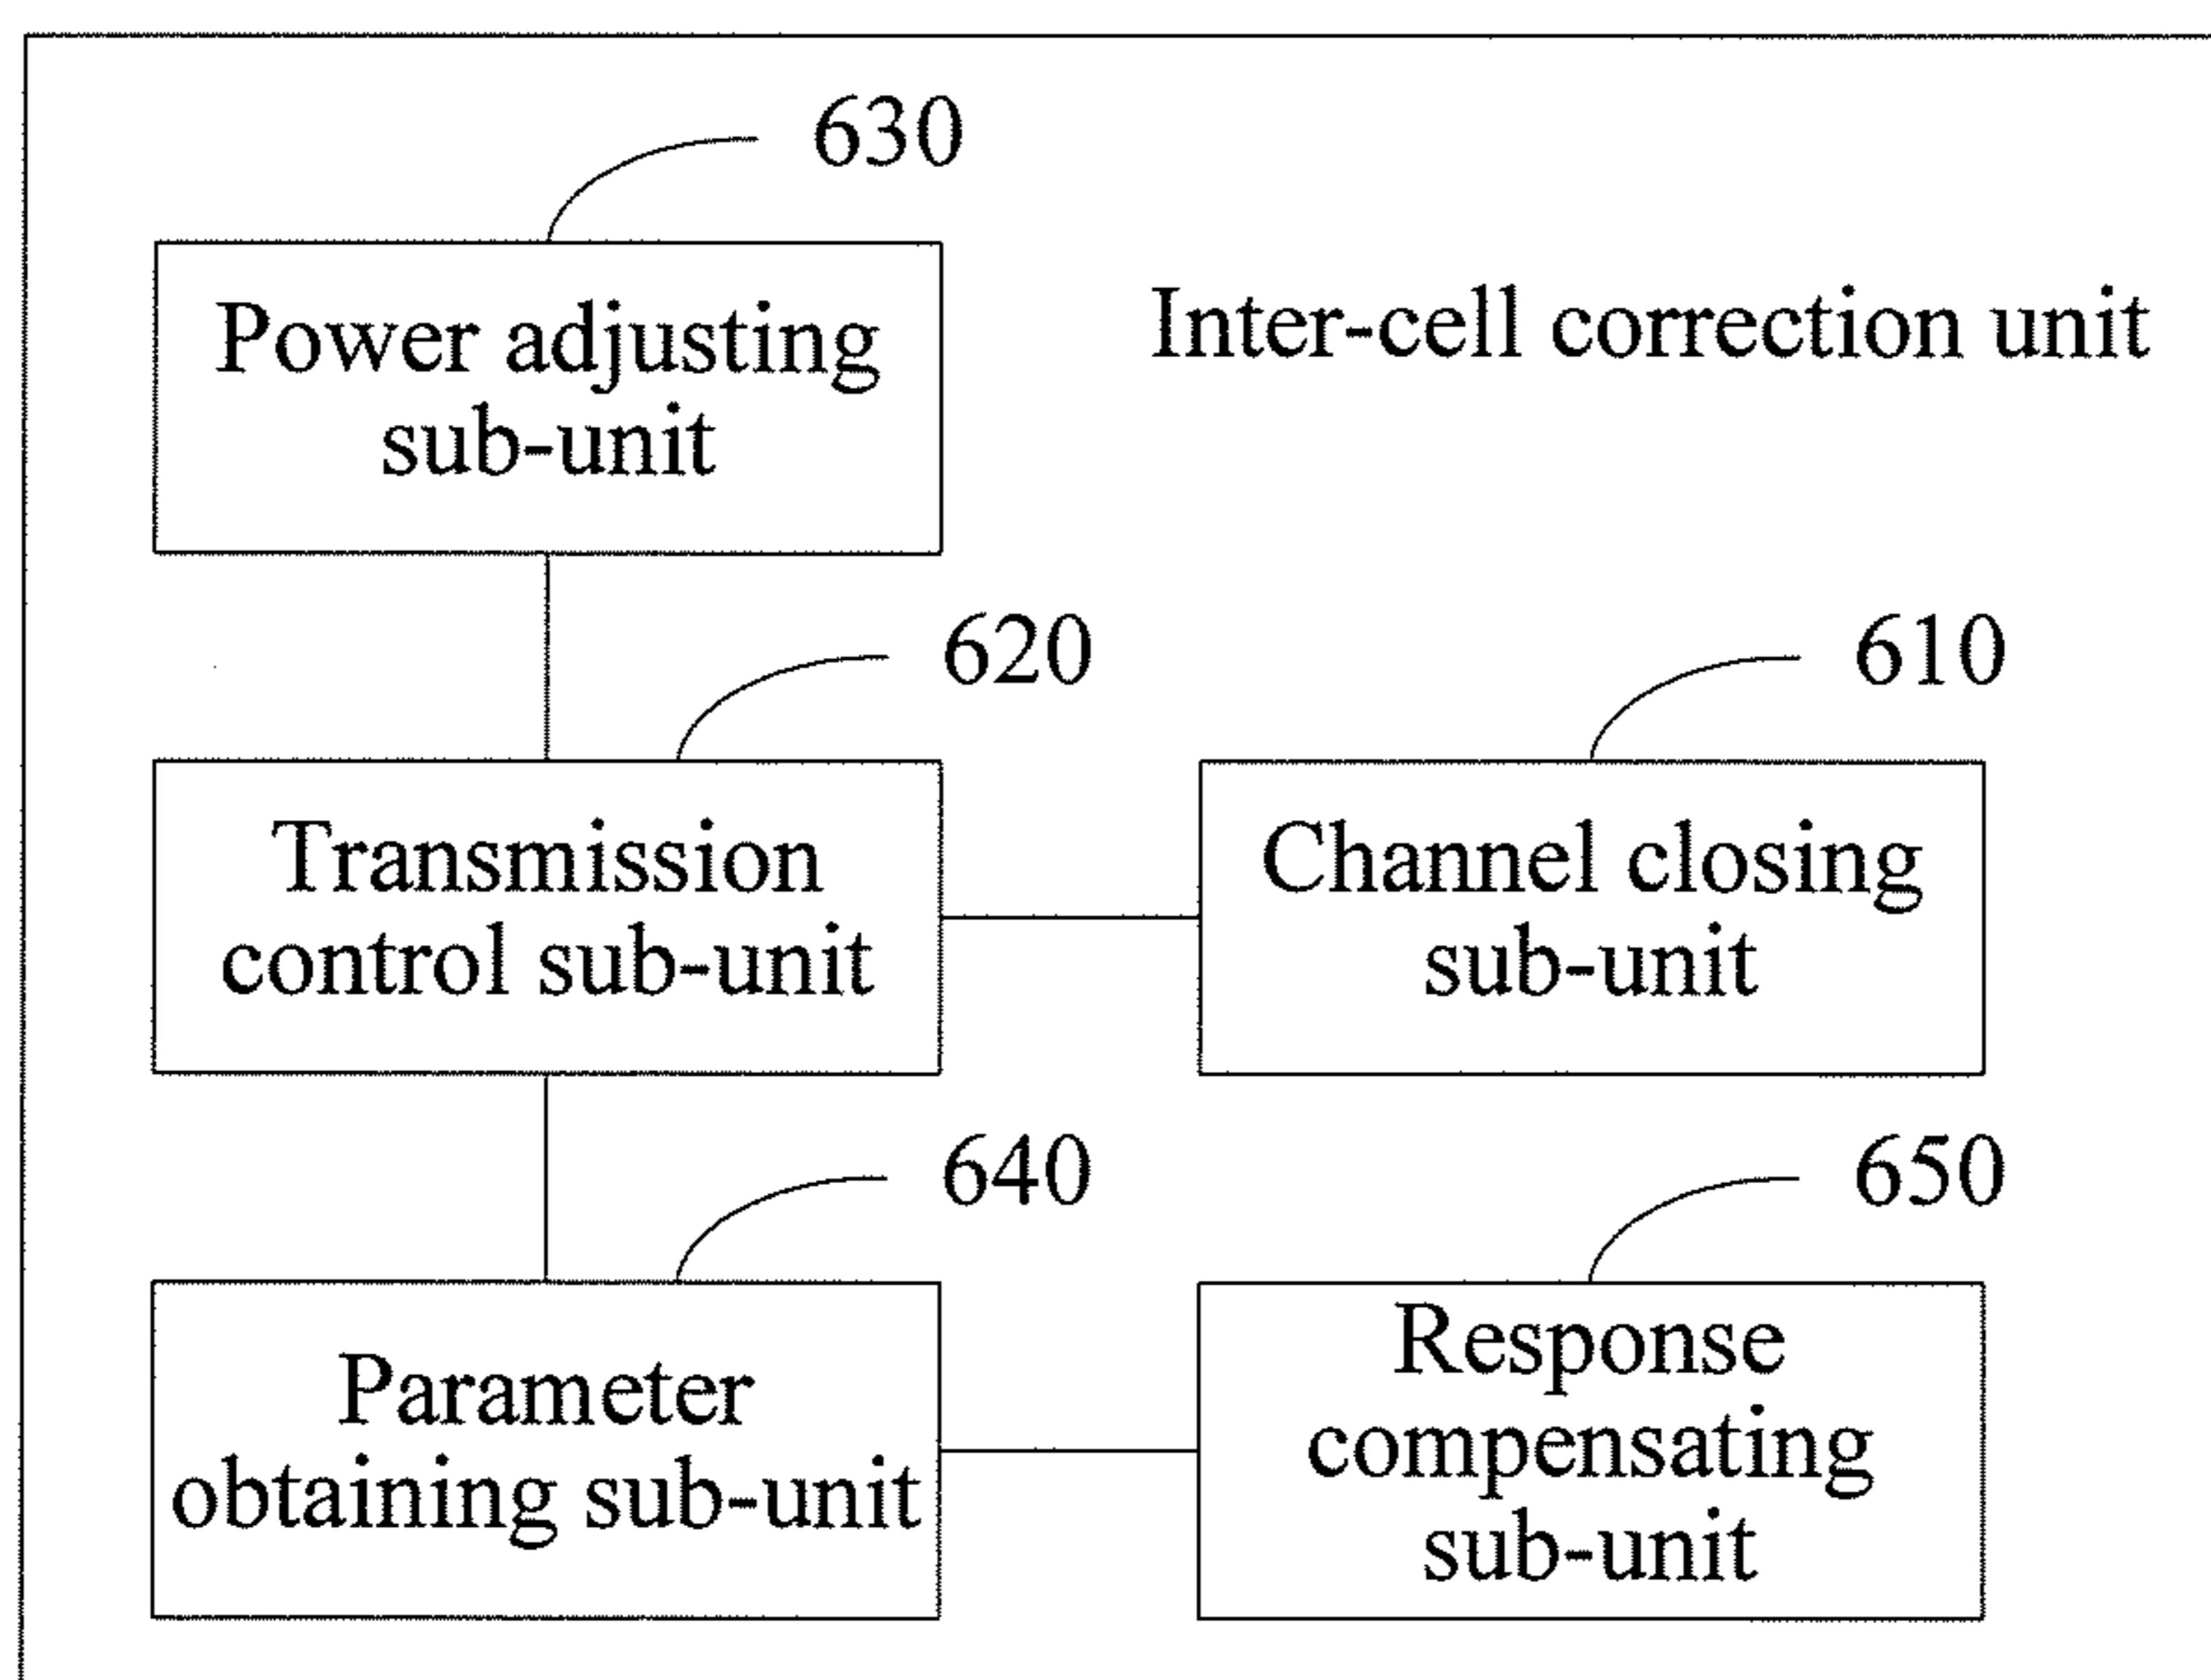 630
Power adjusting
sub-unit
Inter-cell correction unit
620
Transmission
control sub-unit
610
Channel closing
sub-unit
640
Parameter
obtaining sub-unit
650
Response
compensating
sub-unit